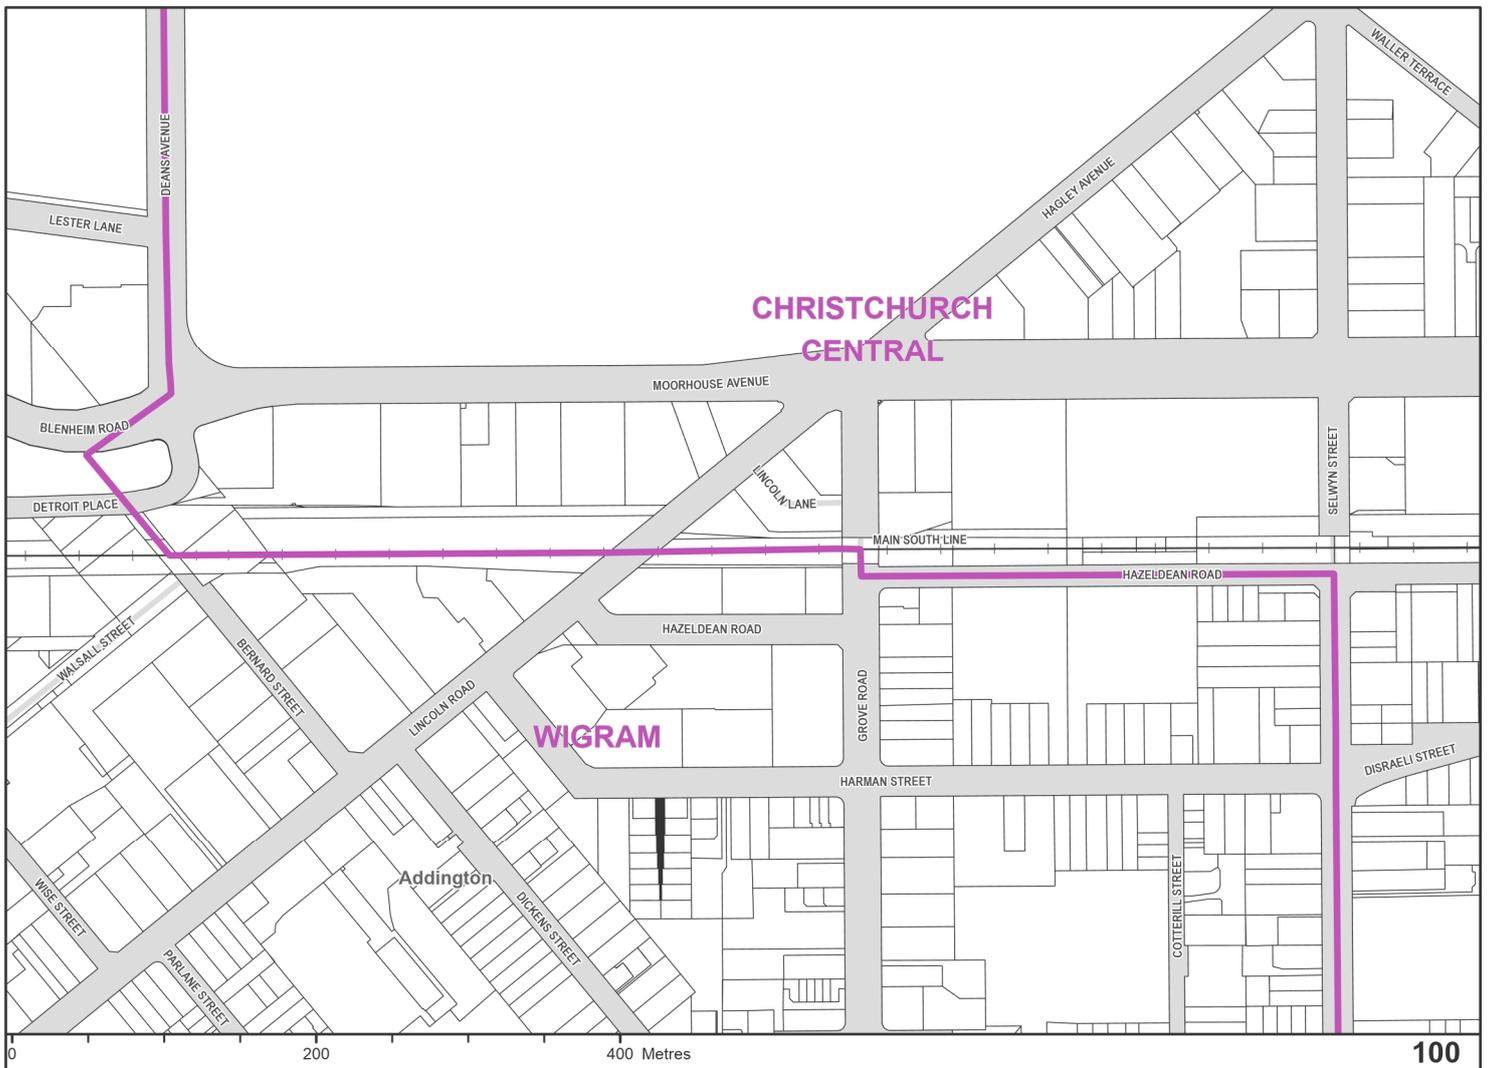 WALLER TERRACE
DEANS AVENUE
HAGLEY AVENUE
LESTER LANE
CHRISTCHURCH
CENTRAL
MOORHOUSE AVENUE
BLENHEIM ROAD
SELWYN STREET
LINCOLN LANE
DETROIT PLACE
MAIN SOUTH LINE
HAZELDEAN ROAD
HAZELDEAN ROAD
WALSALL STREET
BERNARD STREET
LINCOLN ROAD
GROVE ROAD
WIGRAM
DISRAELI STREET
HARMAN STREET
Addington
WISE STREET
DICKENS STREET
COTTERILL STREET
PARLANE STREET
0 200 400 Metres
100